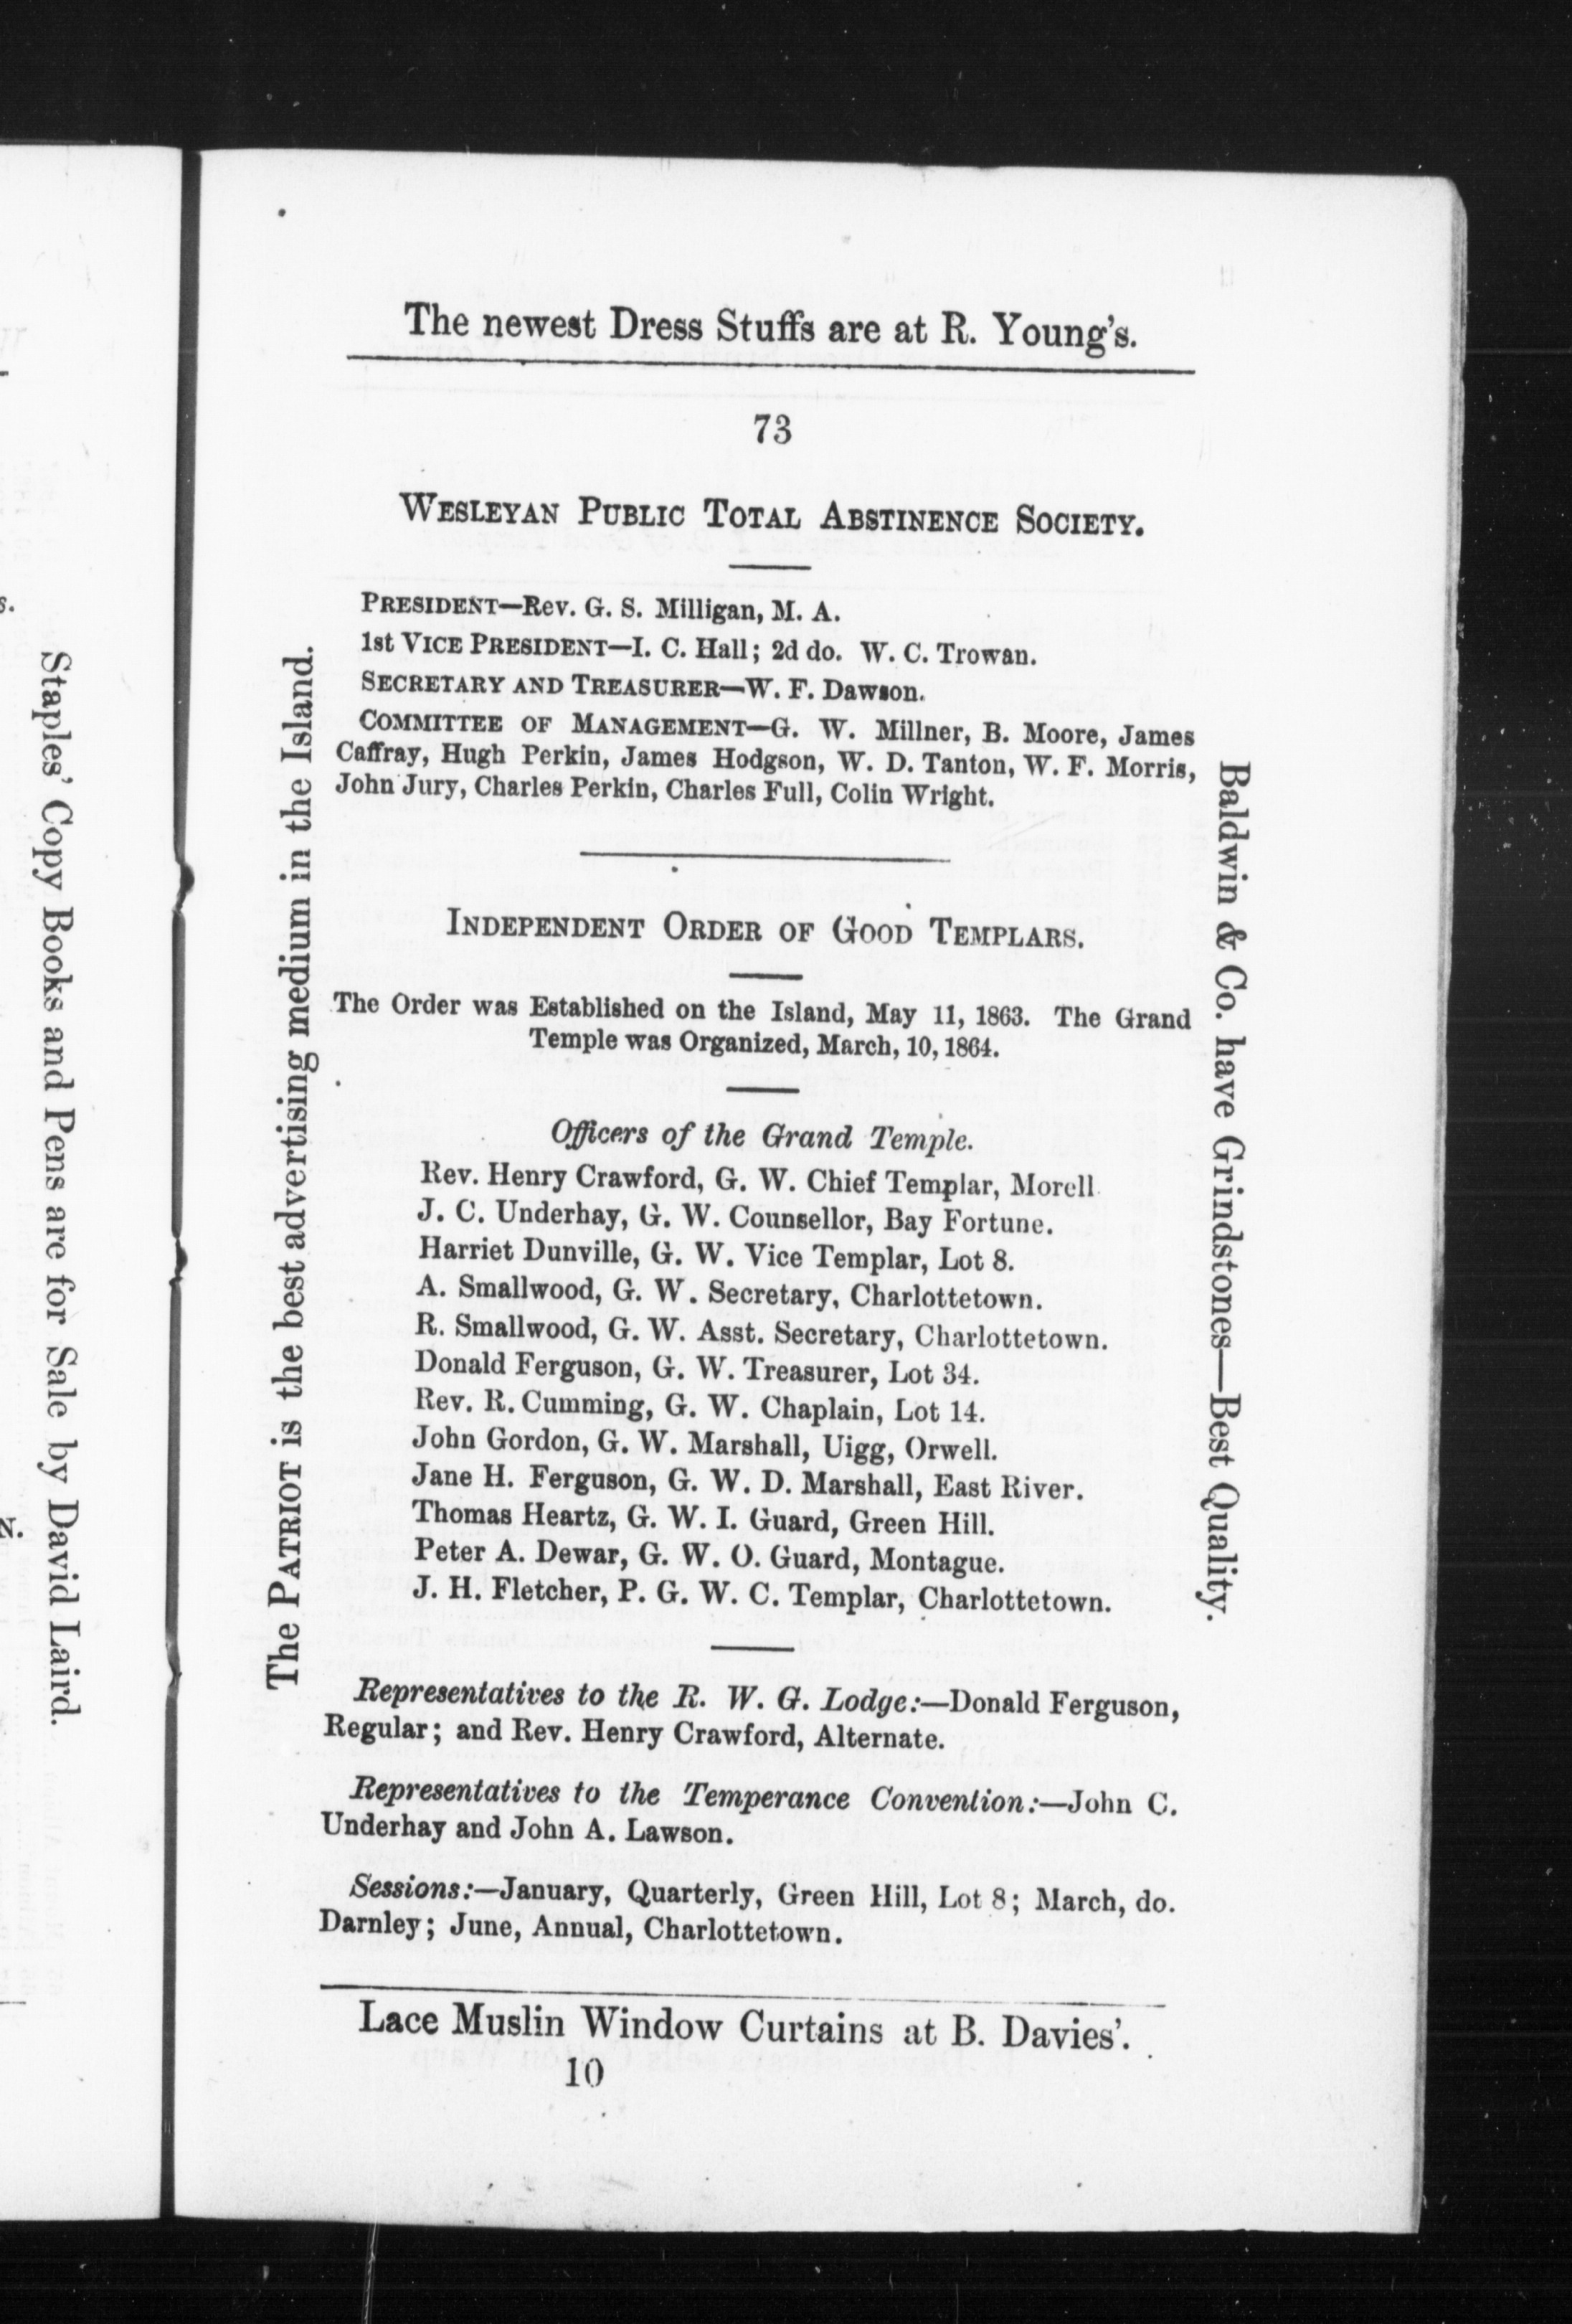 The newest Dress Stuffs are at R. Young's.
73
WESLEYAN PUBLIC TOTAL ABSTINENCE SOCIETY.
PRESIDENT—Rev. G. S. Milligan, M. A.
1st VICE PRESIDENT—I. C. Hall; 2d do. W. C. Trowan.
SECRETARY AND TREASURER—W. F. Dawson.
COMMITTEE OF MANAGEMENT—G. W. Millner, B. Moore, James
Caffray, Hugh Perkin, James Hodgson, W. D. Tanton, W. F. Morris,
John Jury, Charles Perkin, Charles Full, Colin Wright.
INDEPENDENT ORDER OF GOOD TEMPLARS.
The Order was Established on the Island, May 11, 1863. The Grand
Temple was Organized, March, 10, 1864.
Officers of the Grand Temple.
Rev. Henry Crawford, G. W. Chief Templar, Morell
J. C. Underhay, G. W. Counsellor, Bay Fortune.
Harriet Dunville, G. W. Vice Templar, Lot 8.
A. Smallwood, G. W. Secretary, Charlottetown.
R. Smallwood, G. W. Asst. Secretary, Charlottetown.
Donald Ferguson, G. W. Treasurer, Lot 34.
Rev. R. Cumming, G. W. Chaplain, Lot 14.
John Gordon, G. W. Marshall, Uigg, Orwell.
Jane H. Ferguson, G. W. D. Marshall, East River.
Thomas Heartz, G. W. I. Guard, Green Hill.
Peter A. Dewar, G. W. O. Guard, Montague.
J. H. Fletcher, P. G. W. C. Templar, Charlottetown.
Representatives to the R. W. G. Lodge:—Donald Ferguson,
Regular; and Rev. Henry Crawford, Alternate.
Representatives to the Temperance Convention:—John C.
Underhay and John A. Lawson.
Sessions:—January, Quarterly, Green Hill, Lot 8; March, do.
Darnley; June, Annual, Charlottetown.
Lace Muslin Window Curtains at B. Davies'.
10
The PATRIOT is the best advertising medium in the Island.
Baldwin & Co. have Grindstones—Best Quality.
Staples' Copy Books and Pens are for Sale by David Laird.